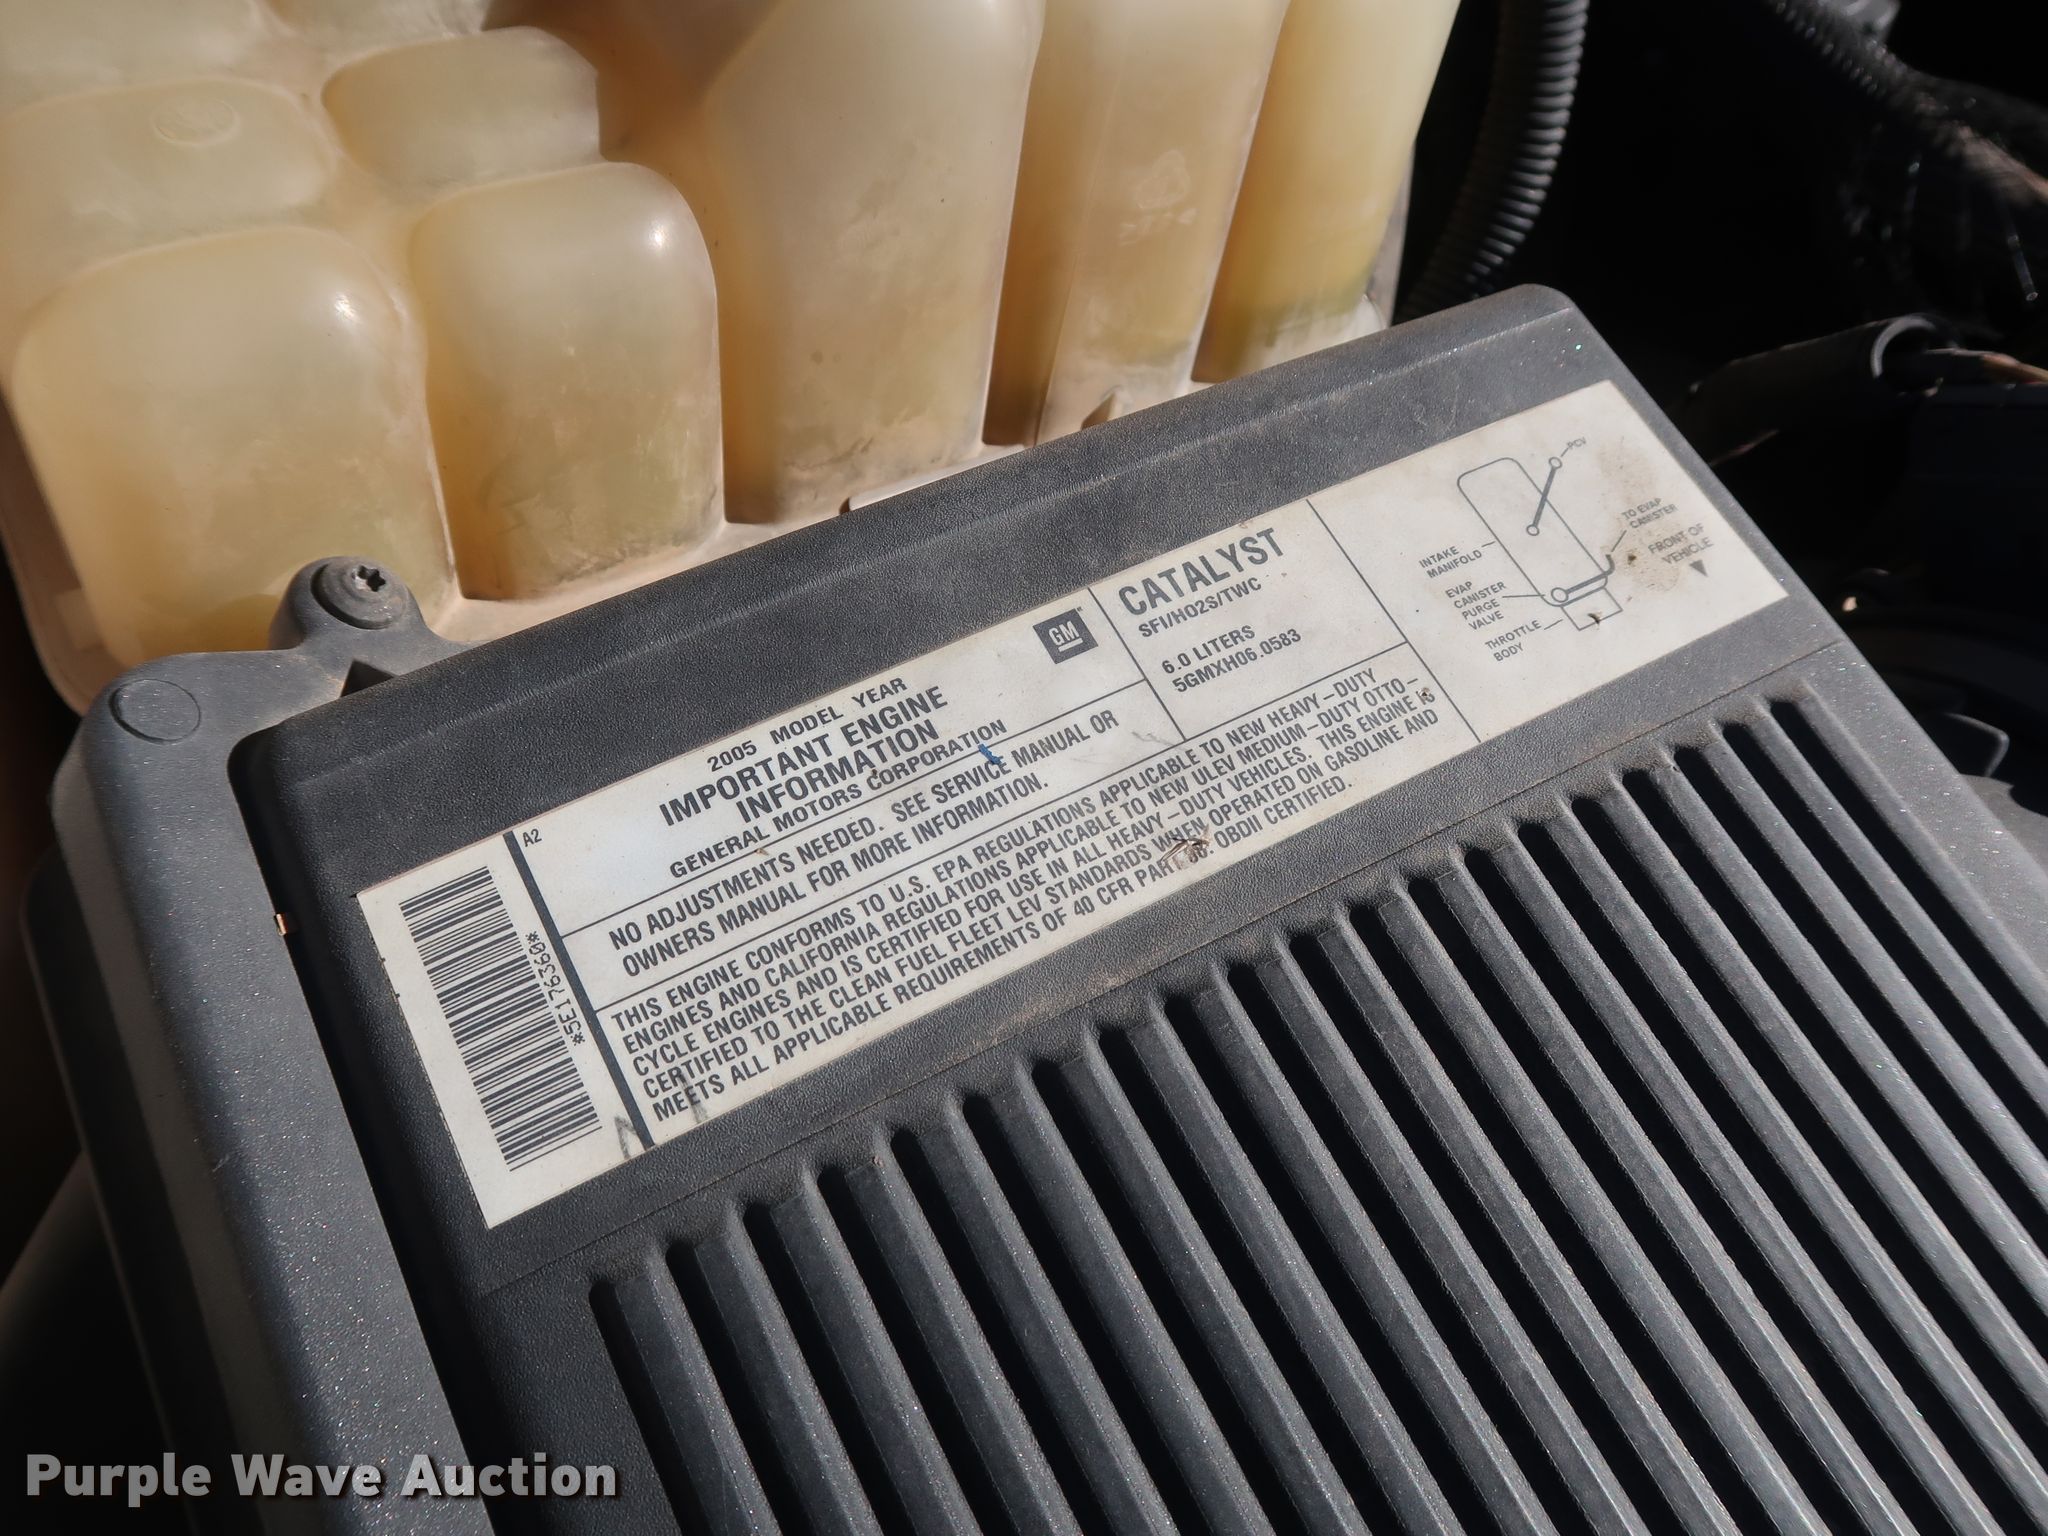 *5E176360*
A2
2005 MODEL YEAR
IMPORTANT ENGINE
INFORMATION
GENERAL MOTORS CORPORATION
GM
NO ADJUSTMENTS NEEDED. SEE SERVICE MANUAL OR
OWNERS MANUAL FOR MORE INFORMATION.
CATALYST
SFI/HO2S/TWC
6.0 LITERS
5GMXH06.0583
THIS ENGINE CONFORMS TO U.S. EPA REGULATIONS APPLICABLE TO NEW HEAVY-DUTY
ENGINES AND CALIFORNIA REGULATIONS APPLICABLE TO NEW ULEV MEDIUM-DUTY OTTO-
CYCLE ENGINES AND IS CERTIFIED FOR USE IN ALL HEAVY-DUTY VEHICLES. THIS ENGINE IS
CERTIFIED TO THE CLEAN FUEL FLEET LEV STANDARDS WHEN OPERATED ON GASOLINE AND
MEETS ALL APPLICABLE REQUIREMENTS OF 40 CFR PART 86. OBDII CERTIFIED.
PCV
TO EVAP
CANISTER
FRONT OF
VEHICLE
INTAKE
MANIFOLD
EVAP
CANISTER
PURGE
VALVE
THROTTLE
BODY
Purple Wave Auction